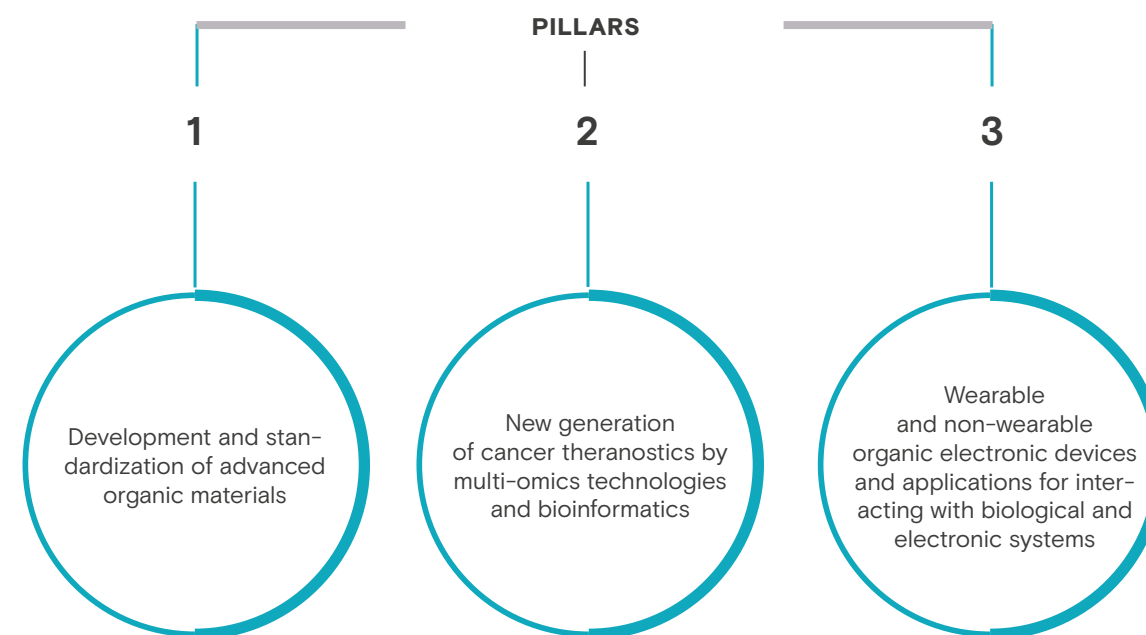 PILLARS
1
2
3
Development and stan-
dardization of advanced
organic materials
New generation
of cancer theranostics by
multi-omics technologies
and bioinformatics
Wearable
and non-wearable
organic electronic devices
and applications for inter-
acting with biological and
electronic systems